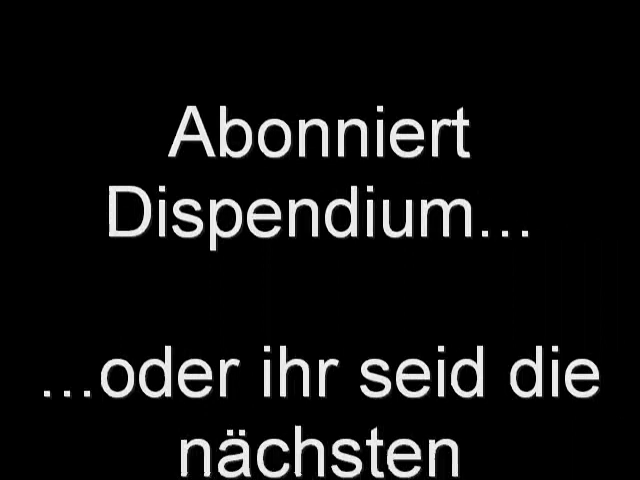 Abonniert
Dispendium...
...oder ihr seid die
nächsten